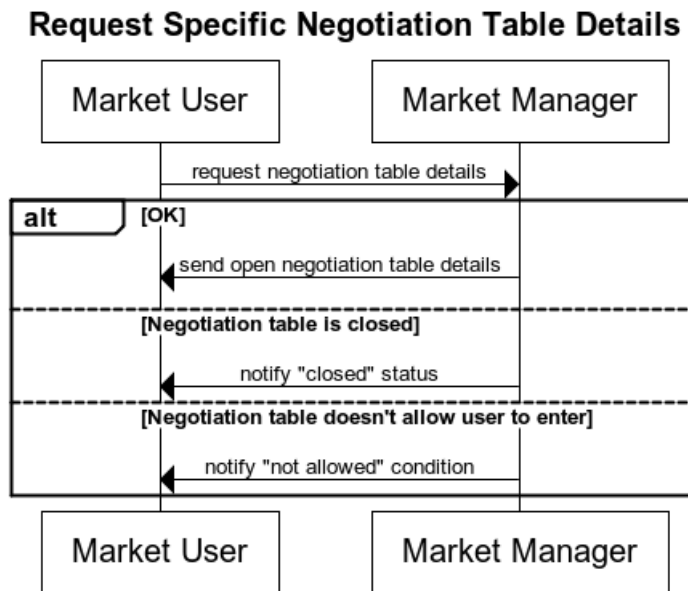 Request Specific Negotiation Table Details
Market User
Market Manager
request negotiation table details
alt
[OK]
send open negotiation table details
[Negotiation table is closed]
notify "closed" status
[Negotiation table doesn't allow user to enter]
notify "not allowed" condition
Market User
Market Manager